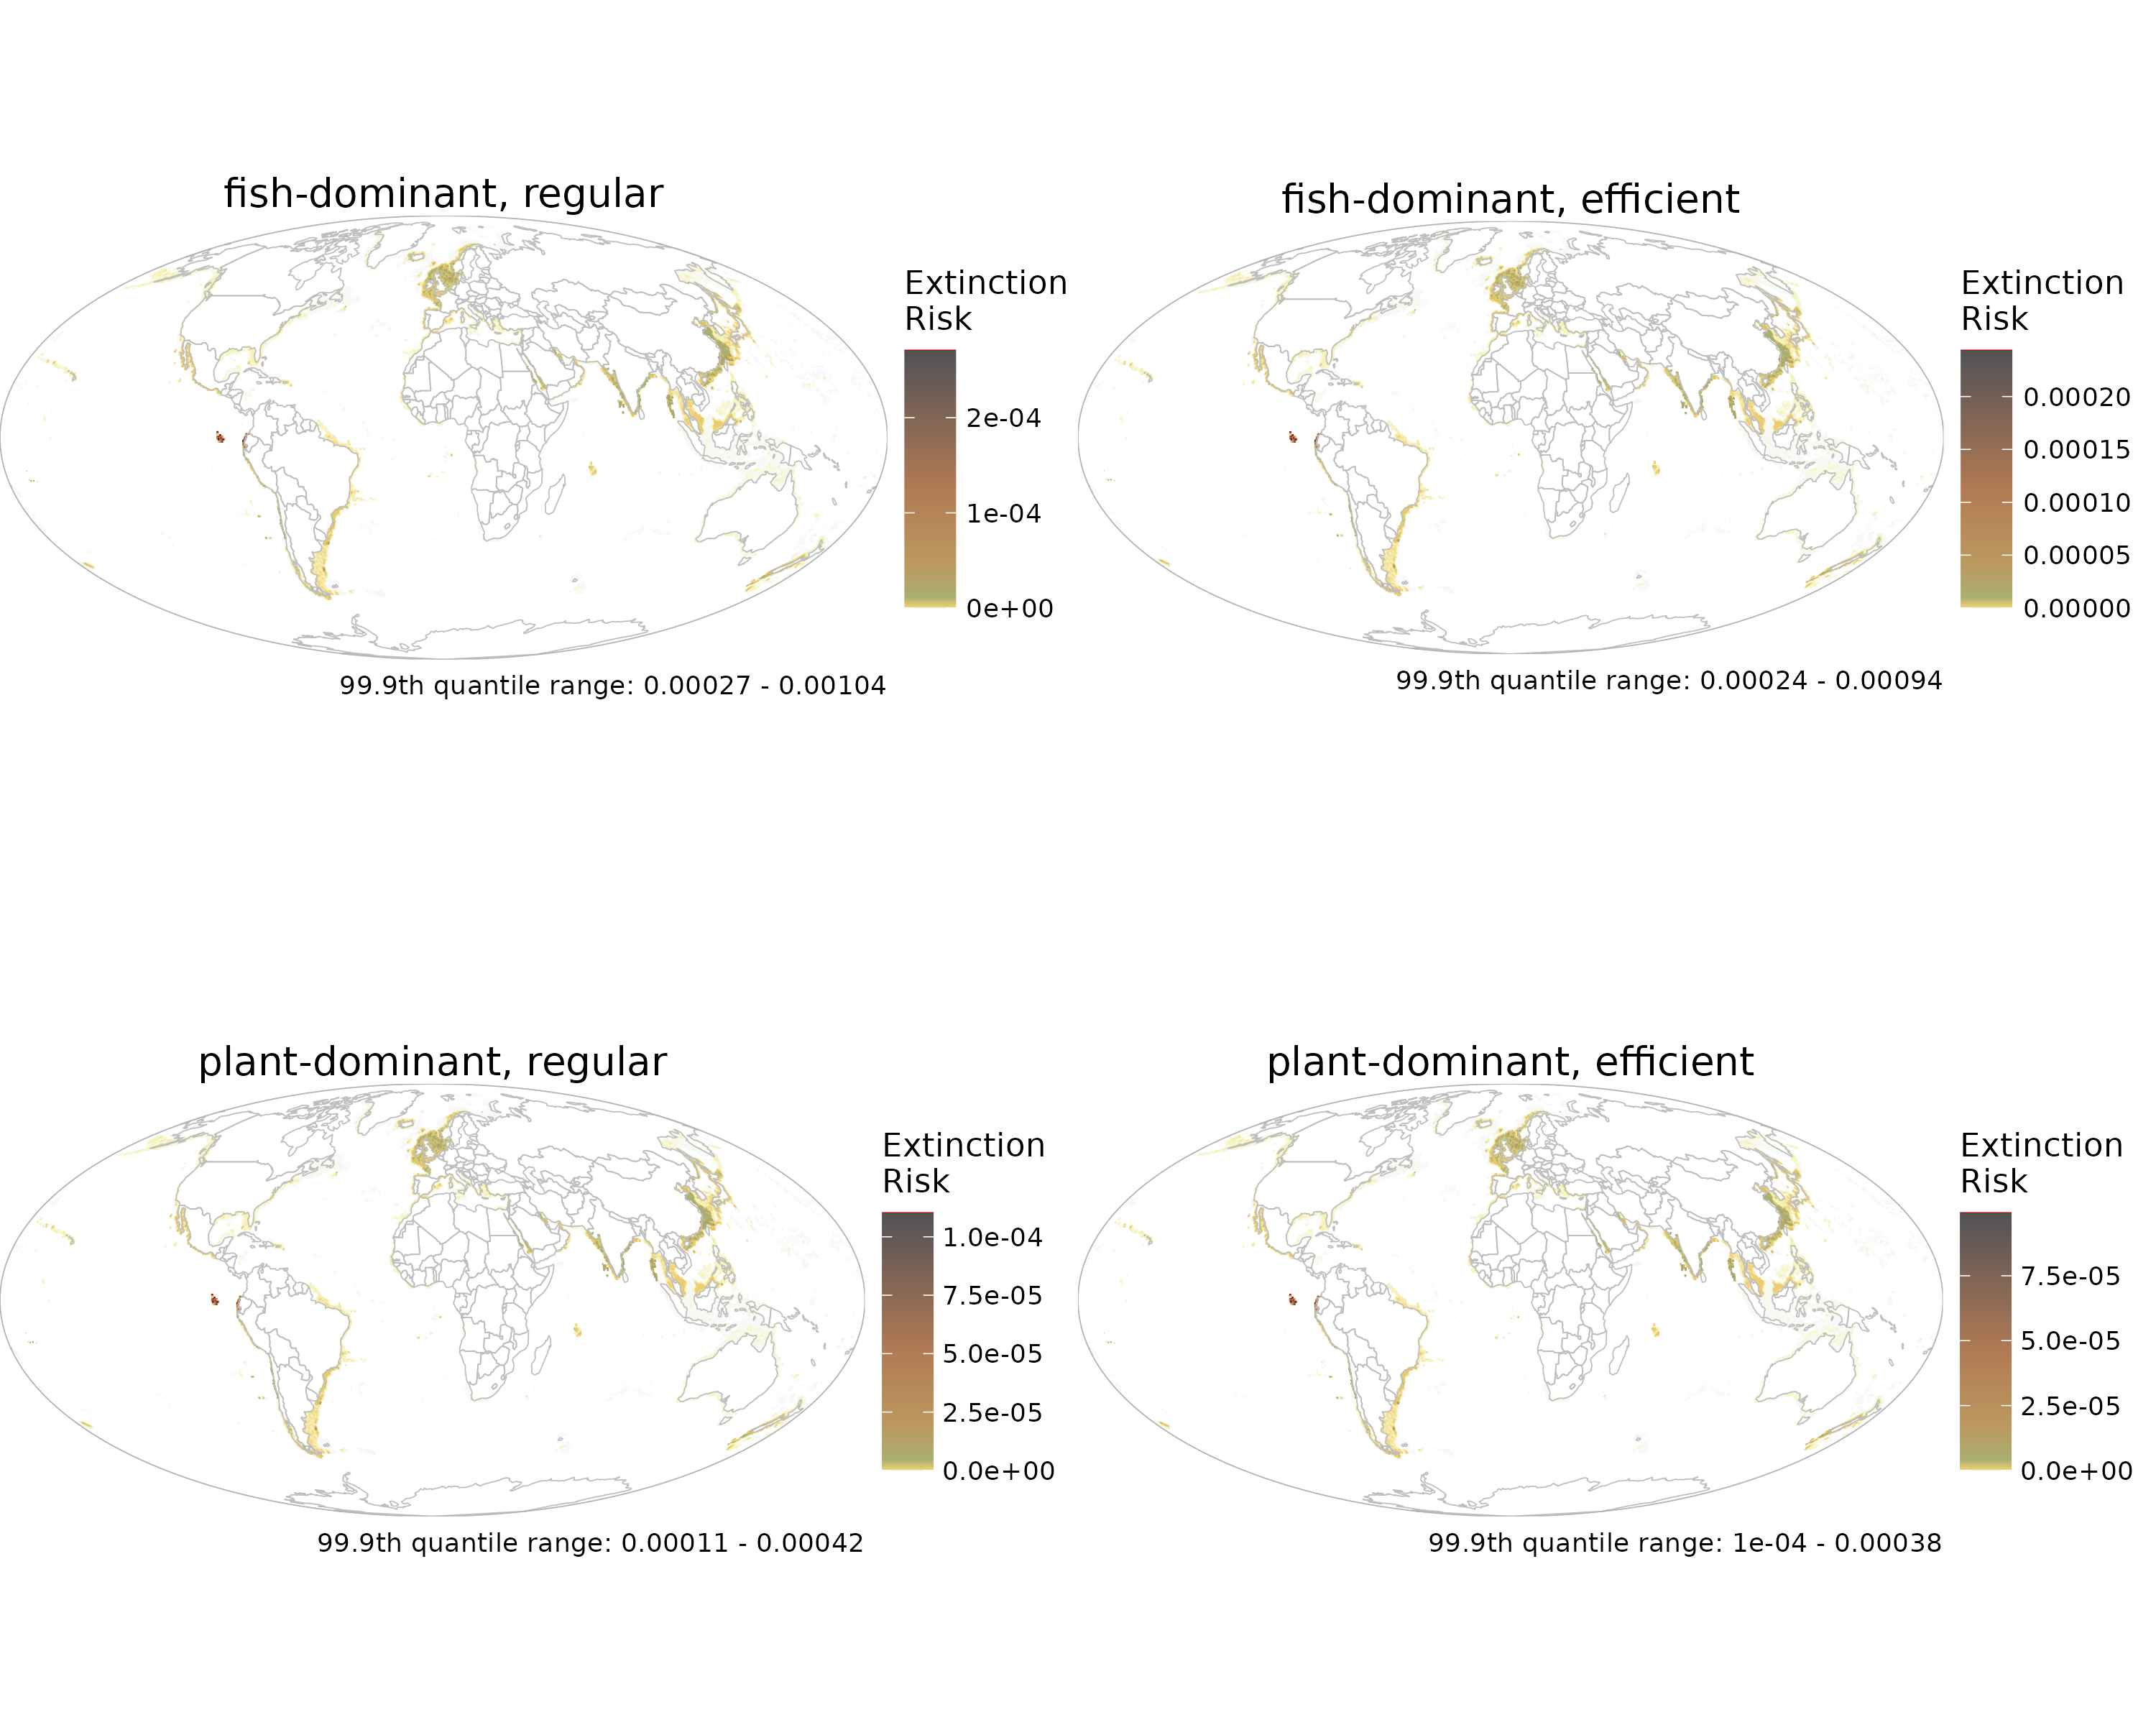 fish-dominant, regular
Extinction
Risk
2e-04
1e-04
0e+00
99.9th quantile range: 0.00027 - 0.00104
fish-dominant, efficient
Extinction
Risk
0.00020
0.00015
0.00010
0.00005
0.00000
99.9th quantile range: 0.00024 - 0.00094
plant-dominant, regular
Extinction
Risk
1.0e-04
7.5e-05
5.0e-05
2.5e-05
0.0e+00
99.9th quantile range: 0.00011 - 0.00042
plant-dominant, efficient
Extinction
Risk
7.5e-05
5.0e-05
2.5e-05
0.0e+00
99.9th quantile range: 1e-04 - 0.00038